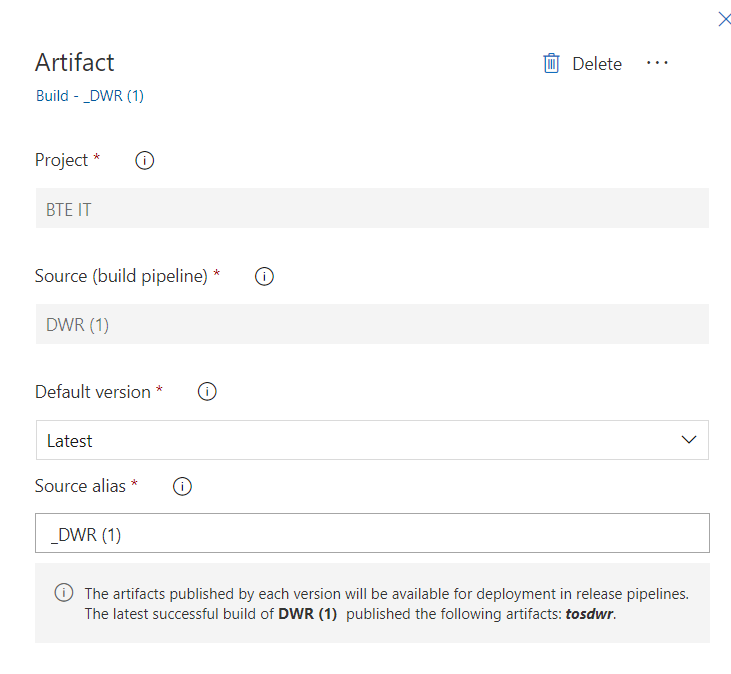 Artifact
Delete
Build - _DWR (1)
Project *
BTE IT
Source (build pipeline) *
DWR (1)
Default version *
Latest
Source alias *
_DWR (1)
The artifacts published by each version will be available for deployment in release pipelines.
The latest successful build of DWR (1) published the following artifacts: tosdwr.